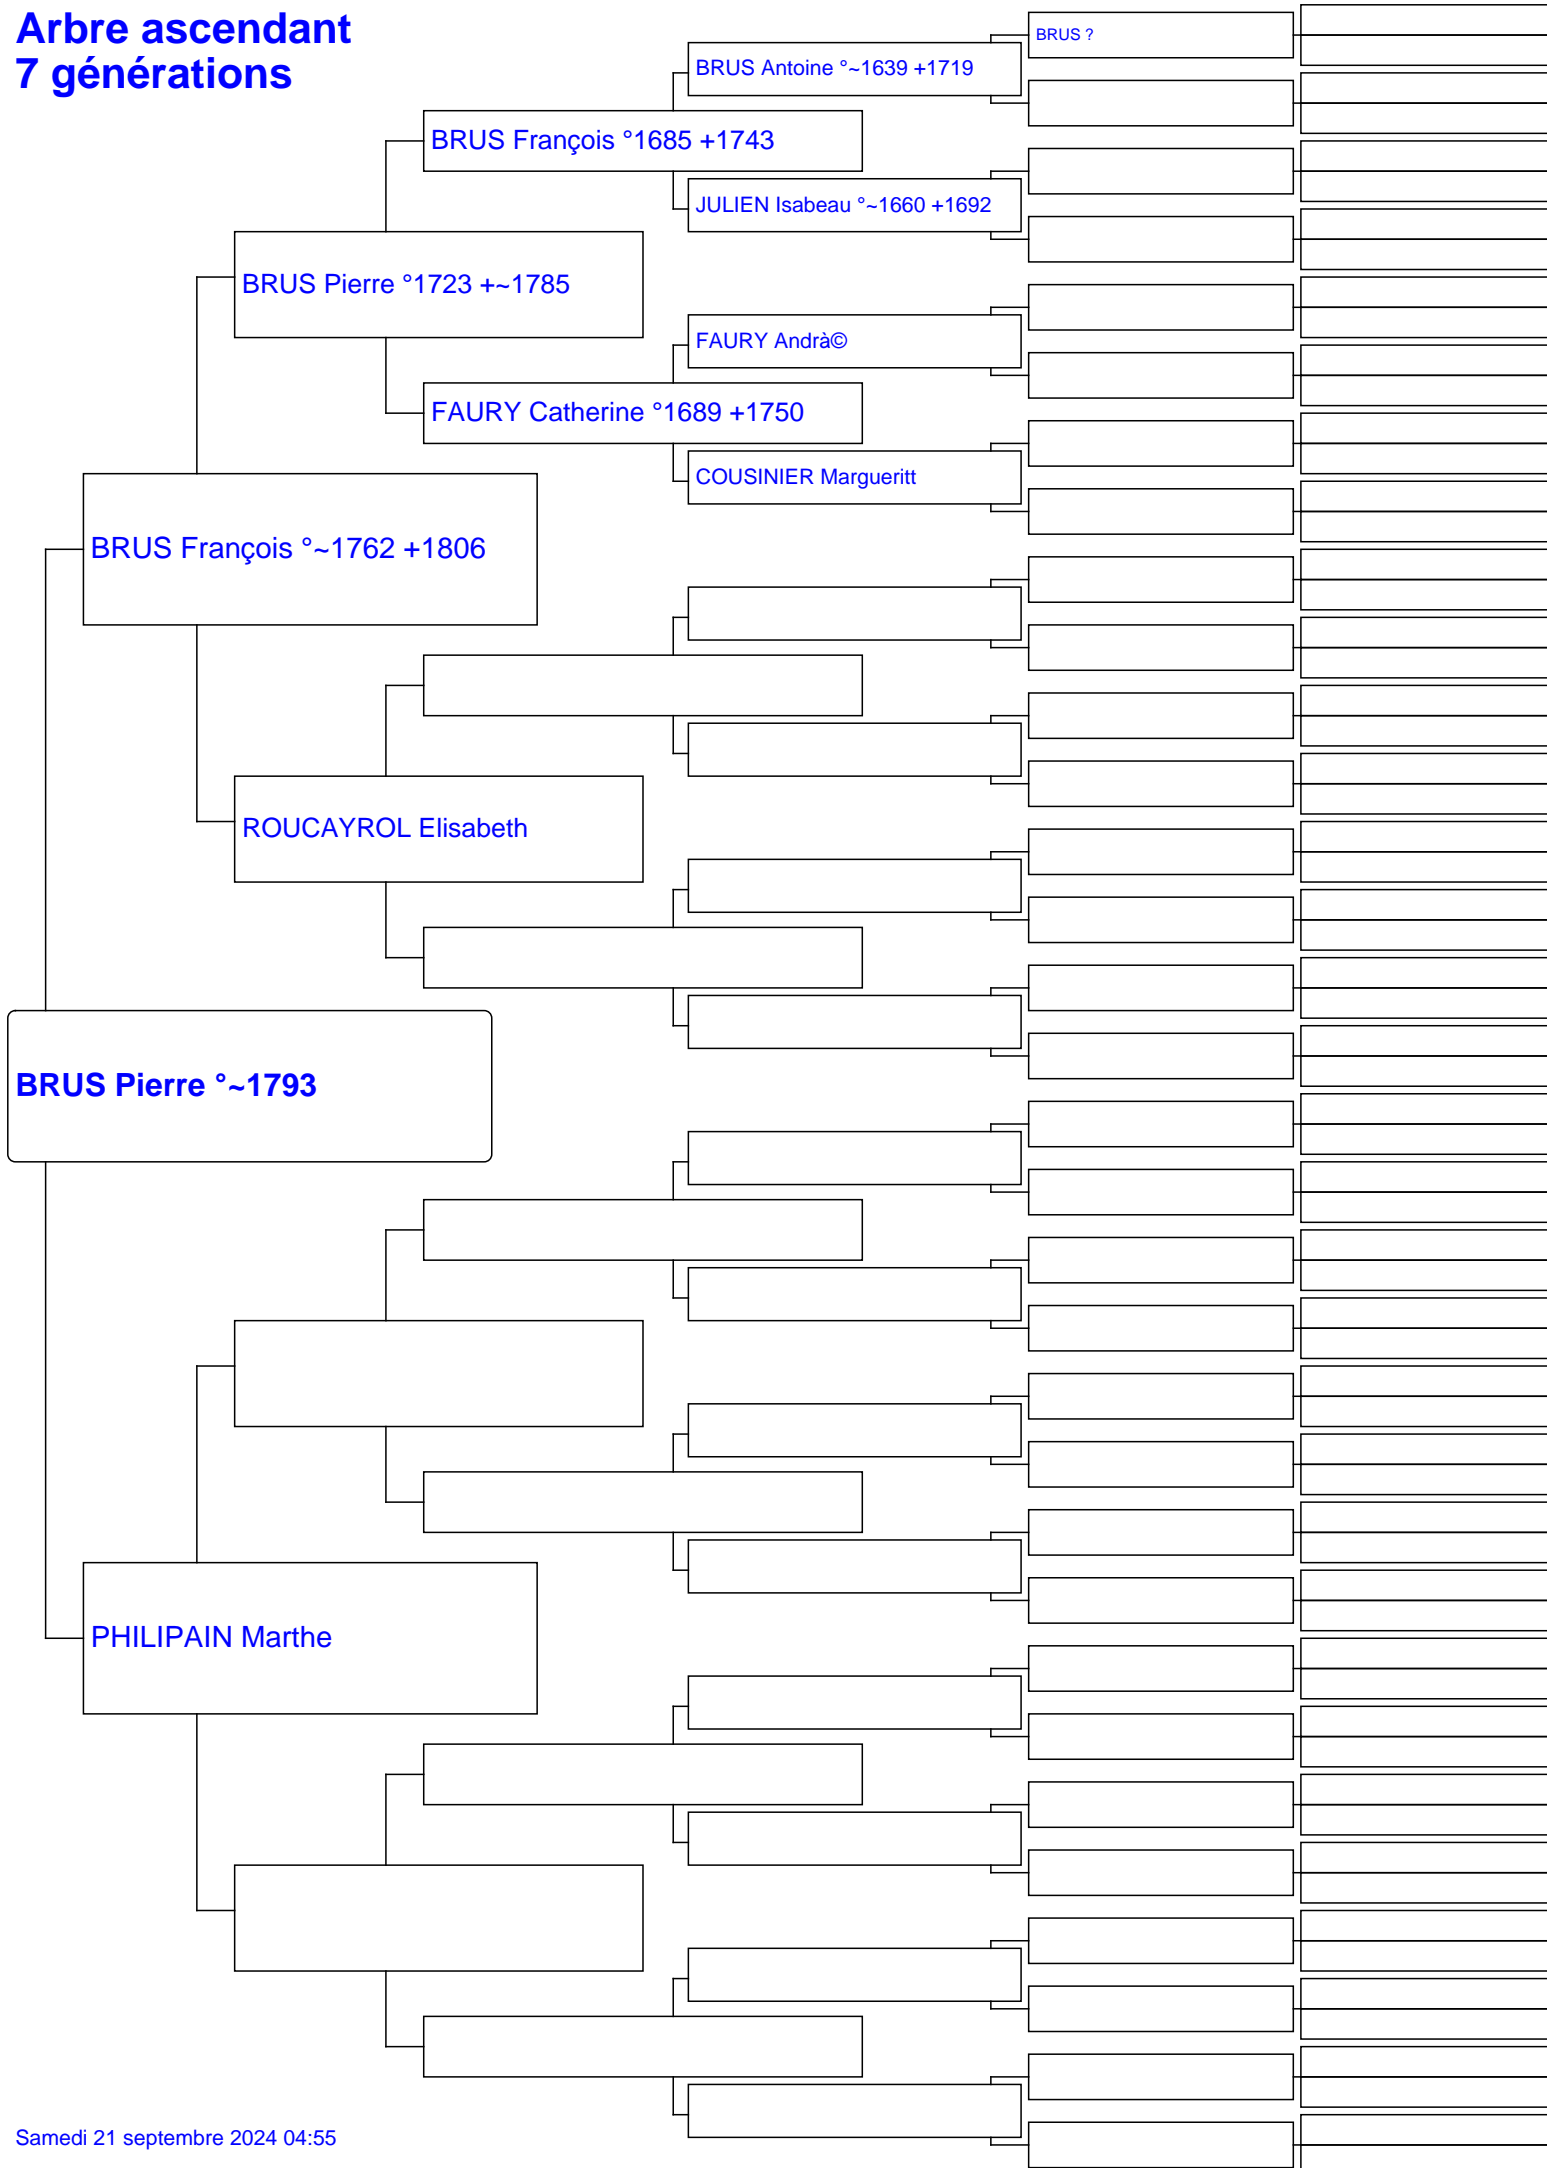 Arbre ascendant
7 générations
BRUS ?
BRUS Antoine °~1639 +1719
BRUS François °1685 +1743
JULIEN Isabeau °~1660 +1692
BRUS Pierre °1723 +~1785
FAURY Andrà©
FAURY Catherine °1689 +1750
COUSINIER Margueritt
BRUS François °~1762 +1806
ROUCAYROL Elisabeth
BRUS Pierre °~1793
PHILIPAIN Marthe
Samedi 21 septembre 2024 04:55